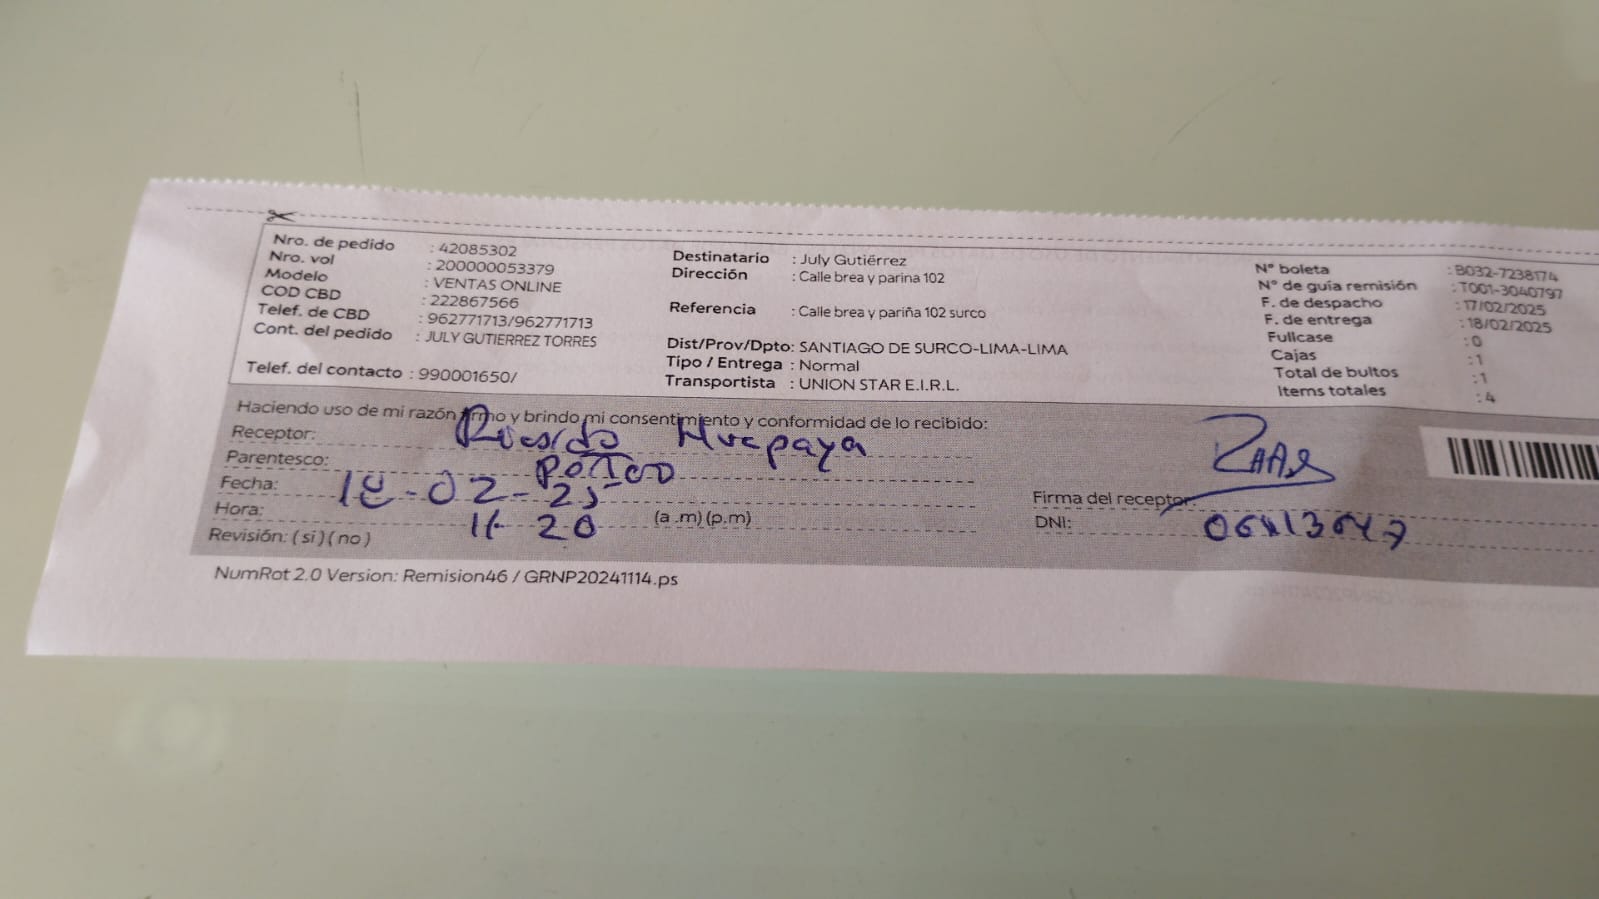 Nro. de pedido : 42085302
Nro. vol : 200000053379
Modelo : VENTAS ONLINE
COD CBD : 222867566
Telef. de CBD : 962771713/962771713
Cont. del pedido : JULY GUTIERREZ TORRES
Telef. del contacto : 990001650/
Destinatario : July Gutiérrez
Dirección : Calle brea y parina 102
Referencia : Calle brea y pariña 102 surco
Dist/Prov/Dpto: SANTIAGO DE SURCO-LIMA-LIMA
Tipo / Entrega : Normal
Transportista : UNION STAR E.I.R.L.
N° boleta : B032-7238174
N° de guía remisión : T001-3040797
F. de despacho : 17/02/2025
F. de entrega : 18/02/2025
Fullcase : 0
Cajas : 1
Total de bultos : 1
Items totales : 4
Haciendo uso de mi razón firmo y brindo mi consentimiento y conformidad de lo recibido:
Receptor: Ricardo Huapaya
Parentesco:
Fecha: 18-02-25
Hora: 20 (a .m) (p.m)
Revisión: ( si ) ( no )
Firma del receptor:
DNI:
NumRot 2.0 Version: Remision46 / GRNP20241114.ps